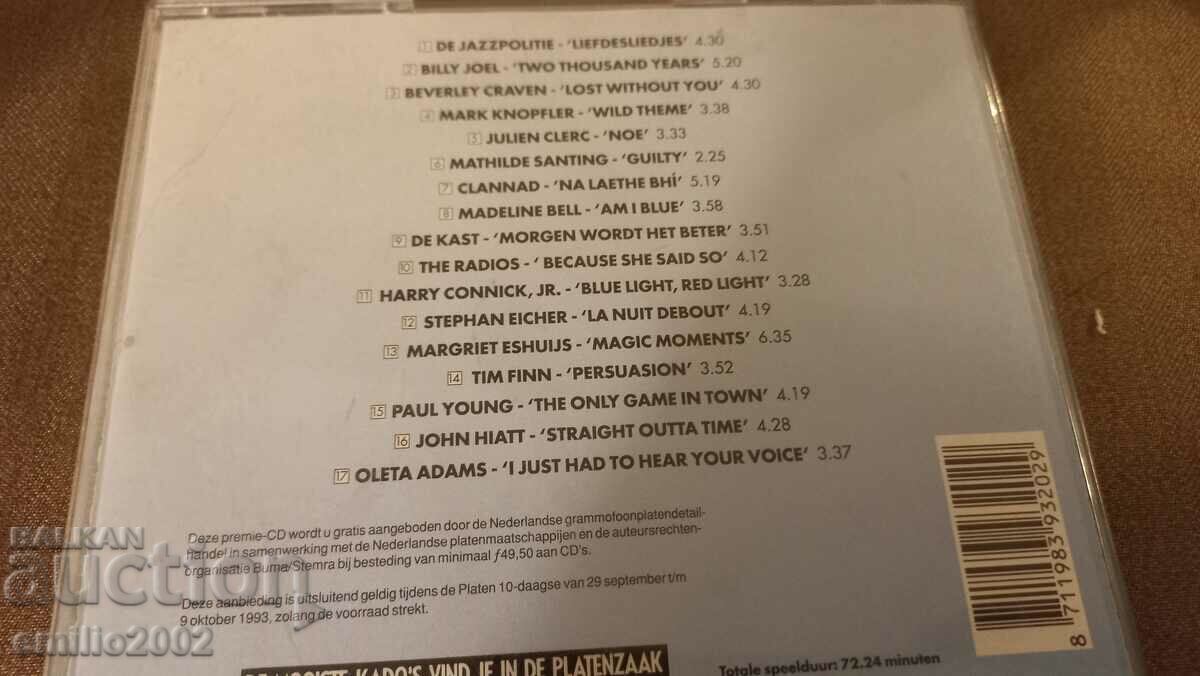 1 DE JAZZPOLITIE - 'LIEFDESLIEDJES' 4.30
2 BILLY JOEL - 'TWO THOUSAND YEARS' 5.20
3 BEVERLEY CRAVEN - 'LOST WITHOUT YOU' 4.30
4 MARK KNOPFLER - 'WILD THEME' 3.38
5 JULIEN CLERC - 'NOE' 3.33
6 MATHILDE SANTING - 'GUILTY' 2.25
7 CLANNAD - 'NA LAETHE BHÍ' 5.19
8 MADELINE BELL - 'AM I BLUE' 3.58
9 DE KAST - 'MORGEN WORDT HET BETER' 3.51
10 THE RADIOS - ' BECAUSE SHE SAID SO' 4.12
11 HARRY CONNICK, JR. - 'BLUE LIGHT, RED LIGHT' 3.28
12 STEPHAN EICHER - 'LA NUIT DEBOUT' 4.19
13 MARGRIET ESHUIJS - 'MAGIC MOMENTS' 6.35
14 TIM FINN - 'PERSUASION' 3.52
15 PAUL YOUNG - 'THE ONLY GAME IN TOWN' 4.19
16 JOHN HIATT - 'STRAIGHT OUTTA TIME' 4.28
17 OLETA ADAMS - 'I JUST HAD TO HEAR YOUR VOICE' 3.37
Deze premie-CD wordt u gratis aangeboden door de Nederlandse grammofoonplatendetail-
handel in samenwerking met de Nederlandse platenmaatschappijen en de auteursrechten-
organisatie Buma/Stemra bij besteding van minimaal ƒ49,50 aan CD's.
Deze aanbieding is uitsluitend geldig tijdens de Platen 10-daagse van 29 september t/m
9 oktober 1993, zolang de voorraad strekt.
DE MOOISTE KADO'S VIND JE IN DE PLATENZAAK
Totale speelduur: 72.24 minuten
8 711983 932029
BALKAN
auction
emilio2002